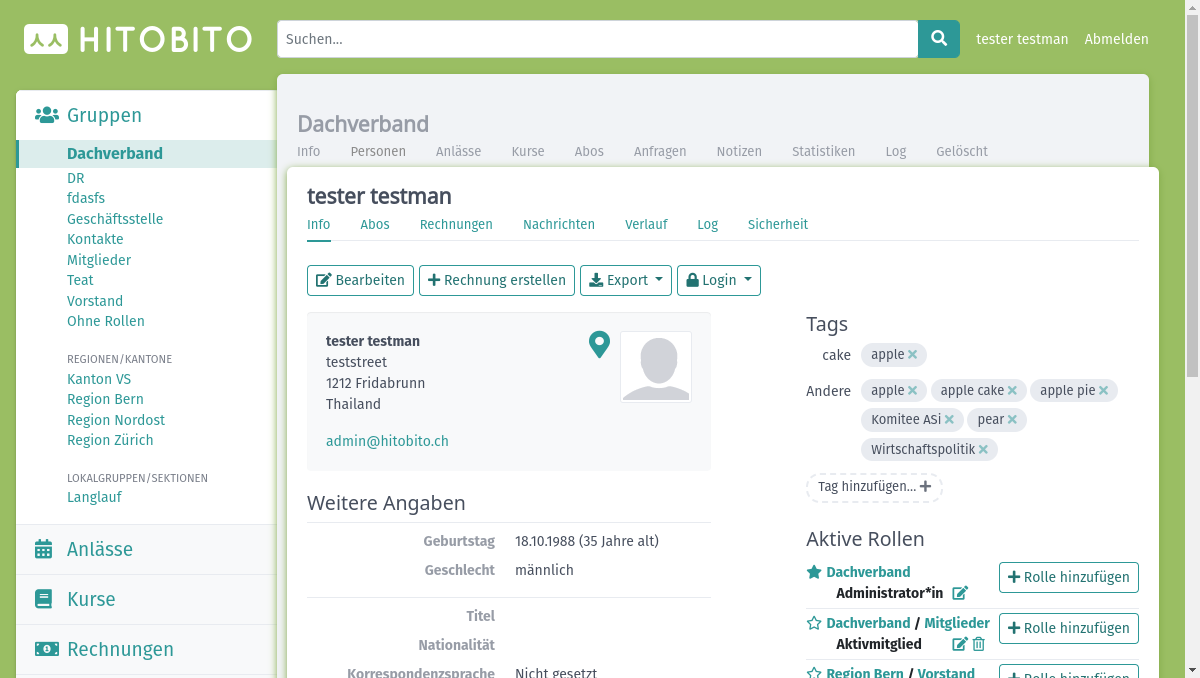 HITOBITO
Suchen...
tester testman
Abmelden
Gruppen
Dachverband
DR
fdasfs
Geschäftsstelle
Kontakte
Mitglieder
Teat
Vorstand
Ohne Rollen
REGIONEN/KANTONE
Kanton VS
Region Bern
Region Nordost
Region Zürich
LOKALGRUPPEN/SEKTIONEN
Langlauf
Anlässe
Kurse
Rechnungen
Dachverband
Info Personen Anlässe Kurse Abos Anfragen Notizen Statistiken Log Gelöscht
tester testman
Info Abos Rechnungen Nachrichten Verlauf Log Sicherheit
Bearbeiten
Rechnung erstellen
Export
Login
tester testman
teststreet
1212 Fridabrunn
Thailand
admin@hitobito.ch
Weitere Angaben
Geburtstag 18.10.1988 (35 Jahre alt)
Geschlecht männlich
Titel
Nationalität
Korrespondenzsprache Nicht gesetzt
Tags
cake apple
Andere apple apple cake apple pie
Komitee ASi pear
Wirtschaftspolitik
Tag hinzufügen...
Aktive Rollen
Dachverband
Administrator*in
Rolle hinzufügen
Dachverband / Mitglieder
Aktivmitglied
Rolle hinzufügen
Region Bern / Vorstand
Rolle hinzufügen